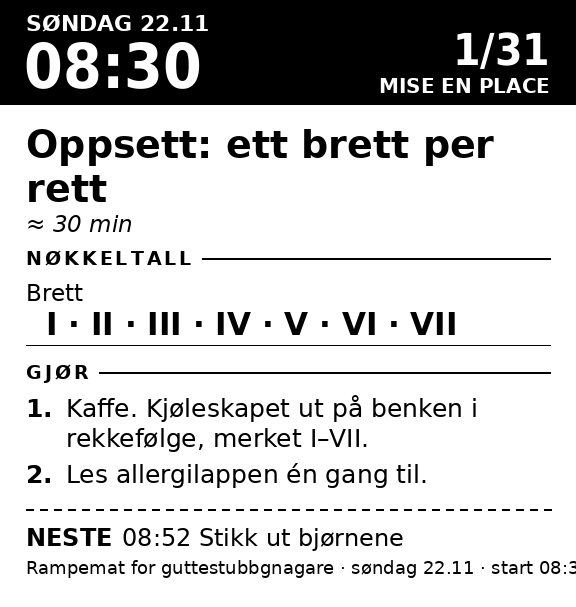 SØNDAG 22.11
08:30
1/31
MISE EN PLACE
Oppsett: ett brett per
rett
≈ 30 min
NØKKELTALL
Brett
I · II · III · IV · V · VI · VII
GJØR
1. Kaffe. Kjøleskapet ut på benken i
rekkefølge, merket I–VII.
2. Les allergilappen én gang til.
NESTE 08:52 Stikk ut bjørnene
Rampemat for guttestubbgnagare · søndag 22.11 · start